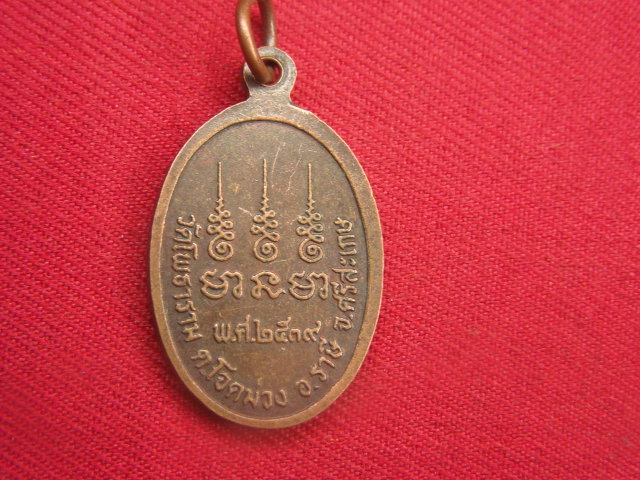 พ.ศ.๒๕๓๙
วัดโพธาราม ต.โจดม่วง อ.ราษี จ.ศรีสะเกษ